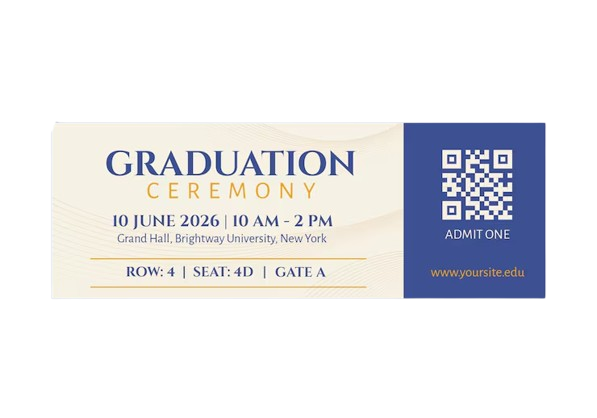 GRADUATION
CEREMONY
10 JUNE 2026 | 10 AM - 2 PM
Grand Hall, Brightway University, New York
ROW: 4 | SEAT: 4D | GATE A
ADMIT ONE
www.yoursite.edu